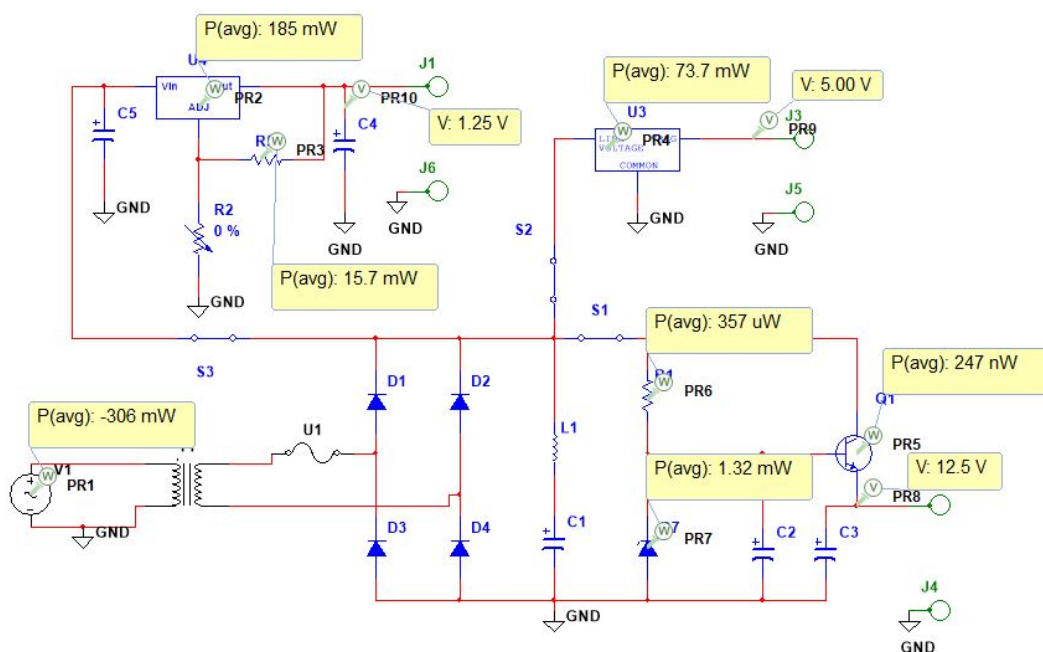 P(avg): 185 mW
Vin
ADJ
PR2
C5
PR10
J1
V: 1.25 V
C4
PR3
GND
J6
GND
GND
R2
0 %
P(avg): 15.7 mW
GND
P(avg): 73.7 mW
U3
V: 5.00 V
J3
PR4
PR9
VOLTAGE
COMMON
J5
GND
GND
S2
S1
P(avg): 357 uW
S3
D1
D2
PR6
P(avg): 247 nW
Q1
P(avg): -306 mW
U1
L1
PR5
V1
PR1
P(avg): 1.32 mW
V: 12.5 V
PR8
GND
D3
D4
C1
PR7
C2
C3
GND
J4
GND